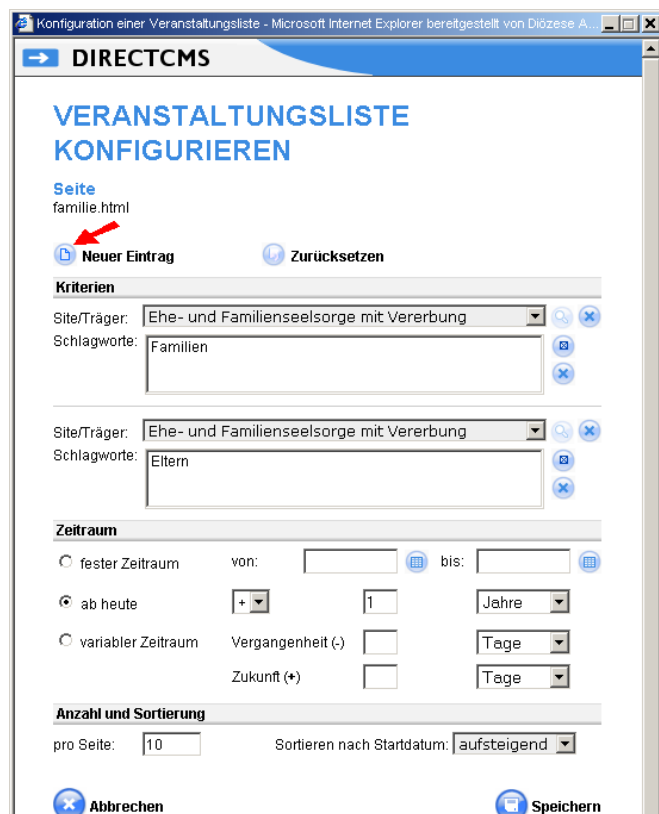 Konfiguration einer Veranstaltungsliste - Microsoft Internet Explorer bereitgestellt von Diözese A...
DIRECTCMS
VERANSTALTUNGSLISTE
KONFIGURIEREN
Seite
familie.html
Neuer Eintrag Zurücksetzen
Kriterien
Site/Träger: Ehe- und Familienseelsorge mit Vererbung
Schlagworte: Familien
Site/Träger: Ehe- und Familienseelsorge mit Vererbung
Schlagworte: Eltern
Zeitraum
fester Zeitraum von: bis:
ab heute + 1 Jahre
variabler Zeitraum Vergangenheit (-) Tage
Zukunft (+) Tage
Anzahl und Sortierung
pro Seite: 10 Sortieren nach Startdatum: aufsteigend
Abbrechen Speichern